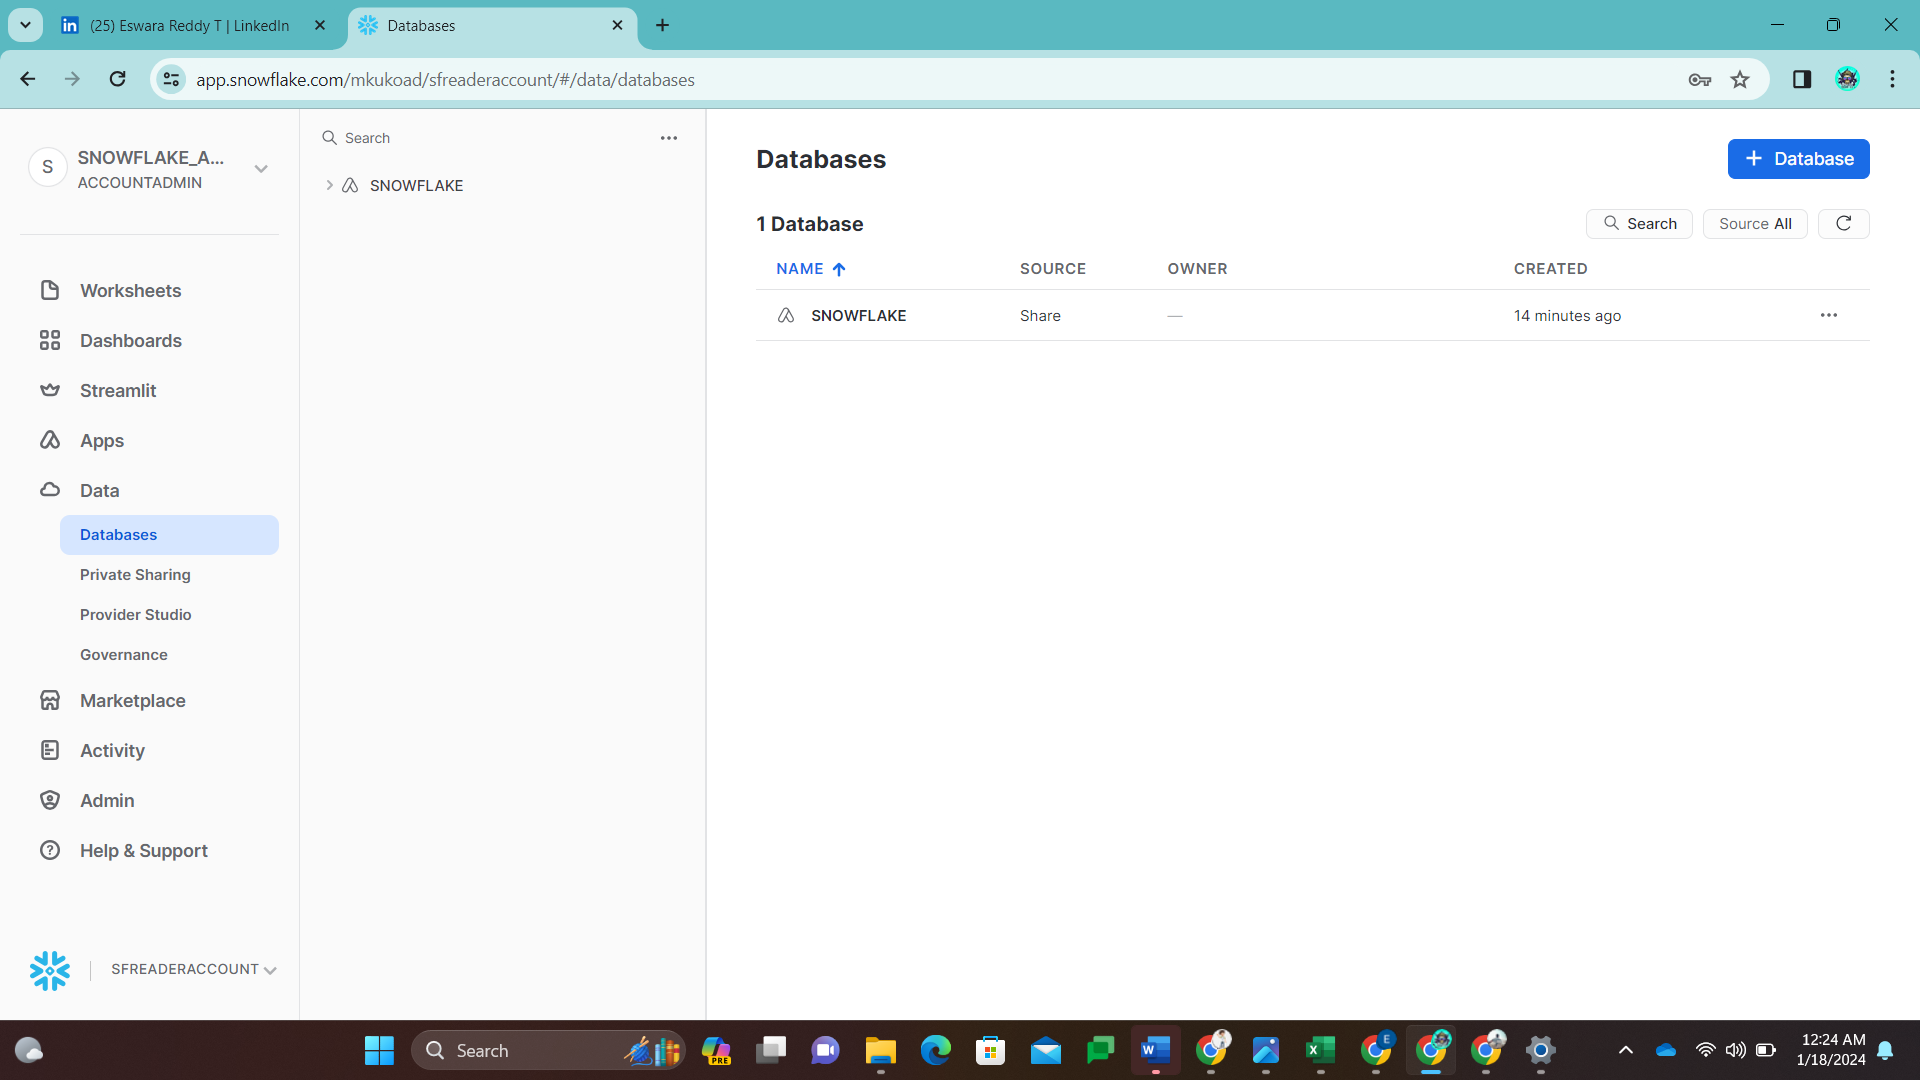 (25) Eswara Reddy T | LinkedIn
Databases
app.snowflake.com/mkukoad/sfreaderaccount/#/data/databases
S
SNOWFLAKE_A...
ACCOUNTADMIN
Worksheets
Dashboards
Streamlit
Apps
Data
Databases
Private Sharing
Provider Studio
Governance
Marketplace
Activity
Admin
Help & Support
SFREADERACCOUNT
Search
SNOWFLAKE
Databases
+ Database
1 Database
Search
Source All
NAME SOURCE OWNER CREATED
SNOWFLAKE Share — 14 minutes ago
Search
PRE
E
12:24 AM
1/18/2024